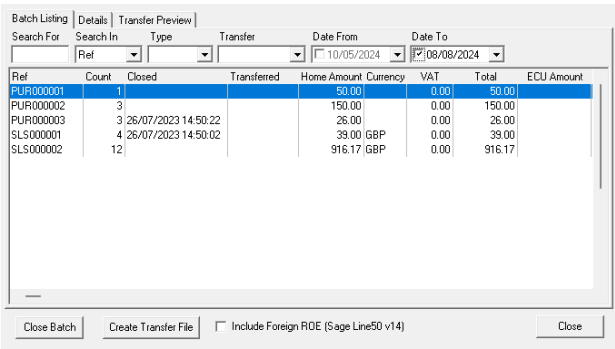 Batch Listing Details Transfer Preview
Search For Search In Type Transfer Date From Date To
Ref 10/05/2024 08/08/2024
Ref Count Closed Transferred Home Amount Currency VAT Total ECU Amount
PUR000001 1 50.00 0.00 50.00
PUR000002 3 150.00 0.00 150.00
PUR000003 3 26/07/2023 14:50:22 26.00 0.00 26.00
SLS000001 4 26/07/2023 14:50:02 39.00 GBP 0.00 39.00
SLS000002 12 916.17 GBP 0.00 916.17
Close Batch Create Transfer File Include Foreign ROE (Sage Line50 v14) Close